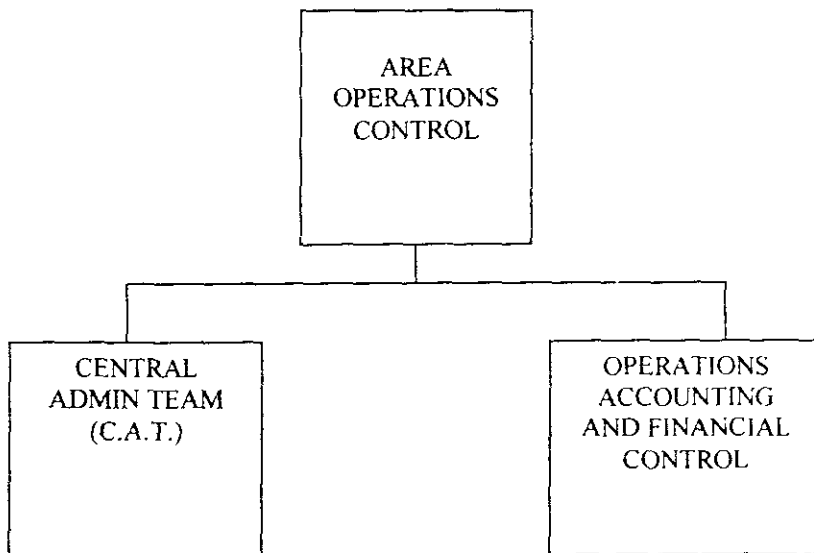 AREA
OPERATIONS
CONTROL
CENTRAL
ADMIN TEAM
(C.A.T.)
OPERATIONS
ACCOUNTING
AND FINANCIAL
CONTROL